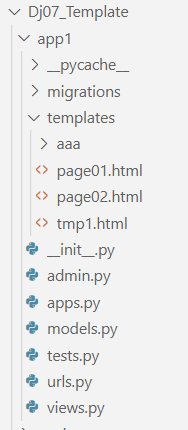 Dj07_Template
app1
__pycache__
migrations
templates
aaa
page01.html
page02.html
tmp1.html
__init__.py
admin.py
apps.py
models.py
tests.py
urls.py
views.py